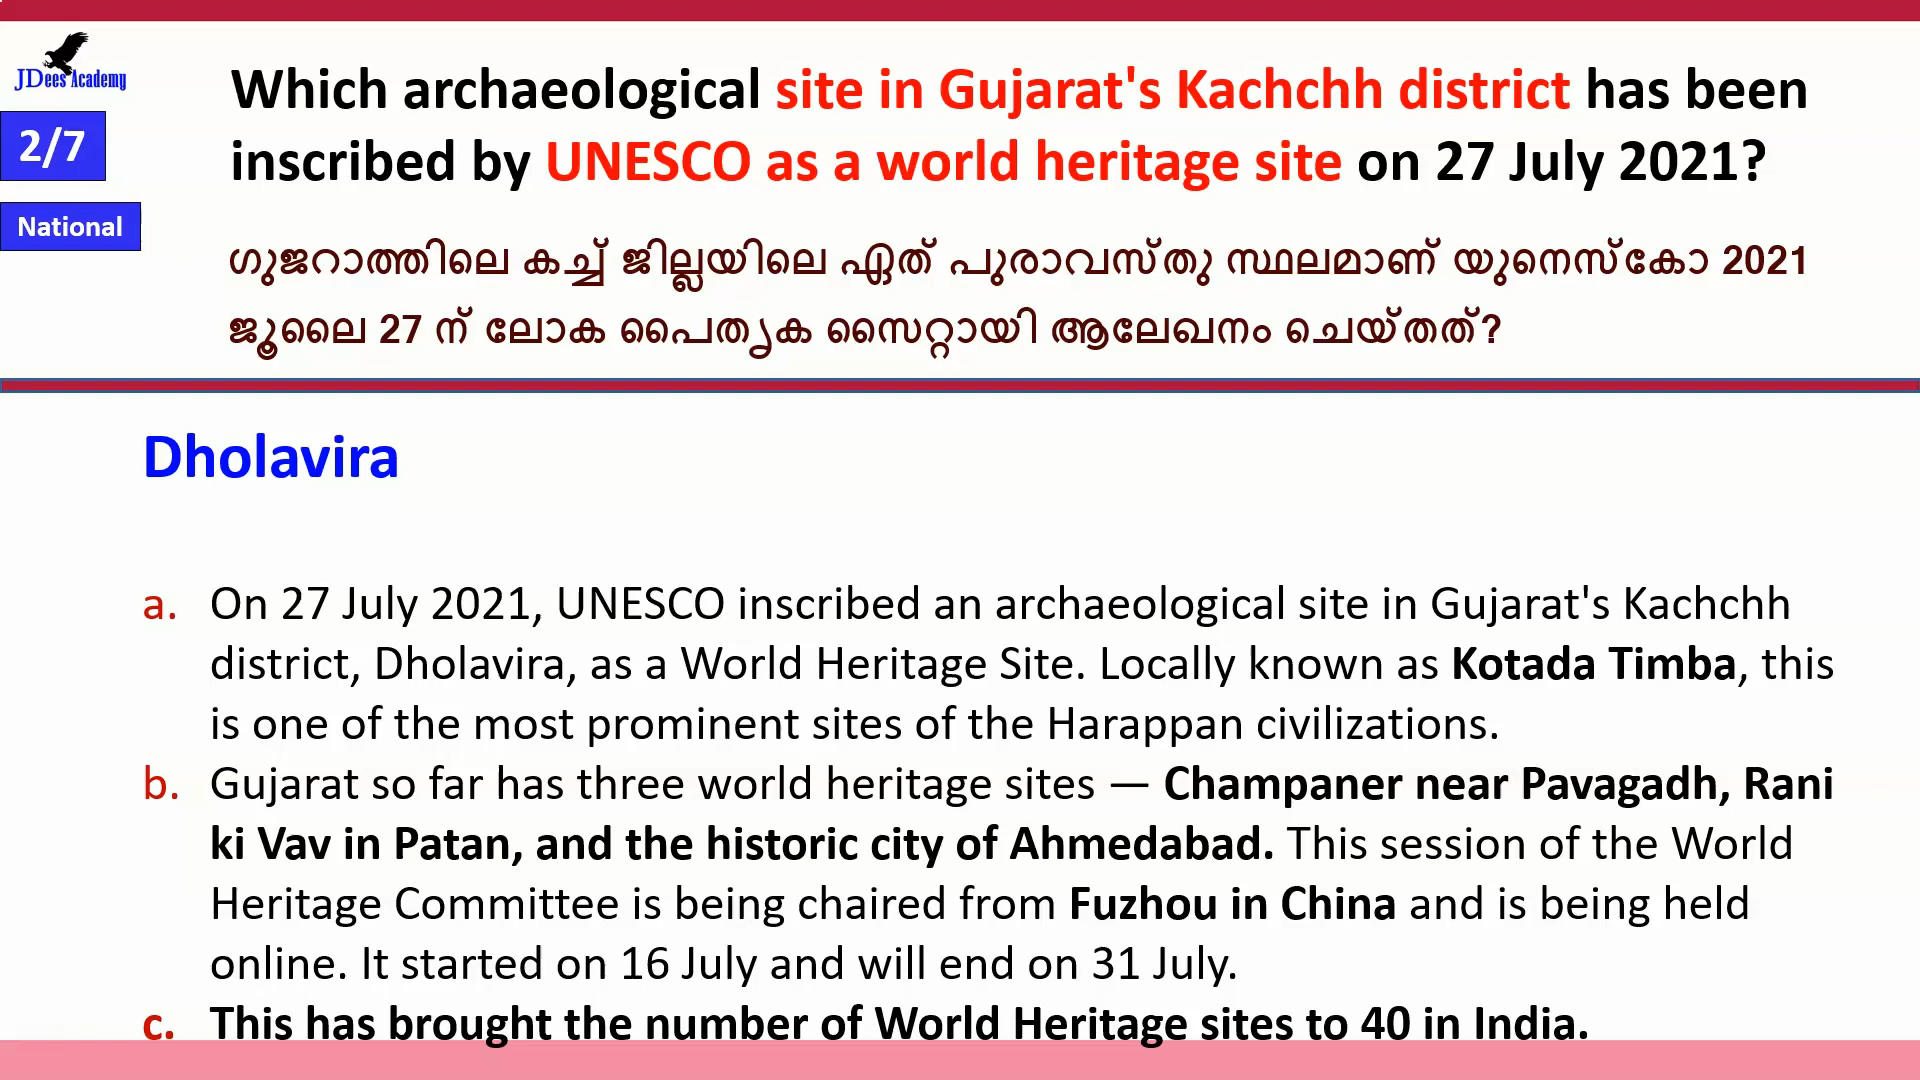 JDees Academy
2/7
National
Which archaeological site in Gujarat's Kachchh district has been
inscribed by UNESCO as a world heritage site on 27 July 2021?
ഗുജറാത്തിലെ കച്ച് ജില്ലയിലെ ഏത് പുരാവസ്തു സ്ഥലമാണ് യുനെസ്കോ 2021
ജൂലൈ 27 ന് ലോക പൈതൃക സൈറ്റായി ആലേഖനം ചെയ്തത്?
Dholavira
a. On 27 July 2021, UNESCO inscribed an archaeological site in Gujarat's Kachchh
district, Dholavira, as a World Heritage Site. Locally known as Kotada Timba, this
is one of the most prominent sites of the Harappan civilizations.
b. Gujarat so far has three world heritage sites — Champaner near Pavagadh, Rani
ki Vav in Patan, and the historic city of Ahmedabad. This session of the World
Heritage Committee is being chaired from Fuzhou in China and is being held
online. It started on 16 July and will end on 31 July.
c. This has brought the number of World Heritage sites to 40 in India.